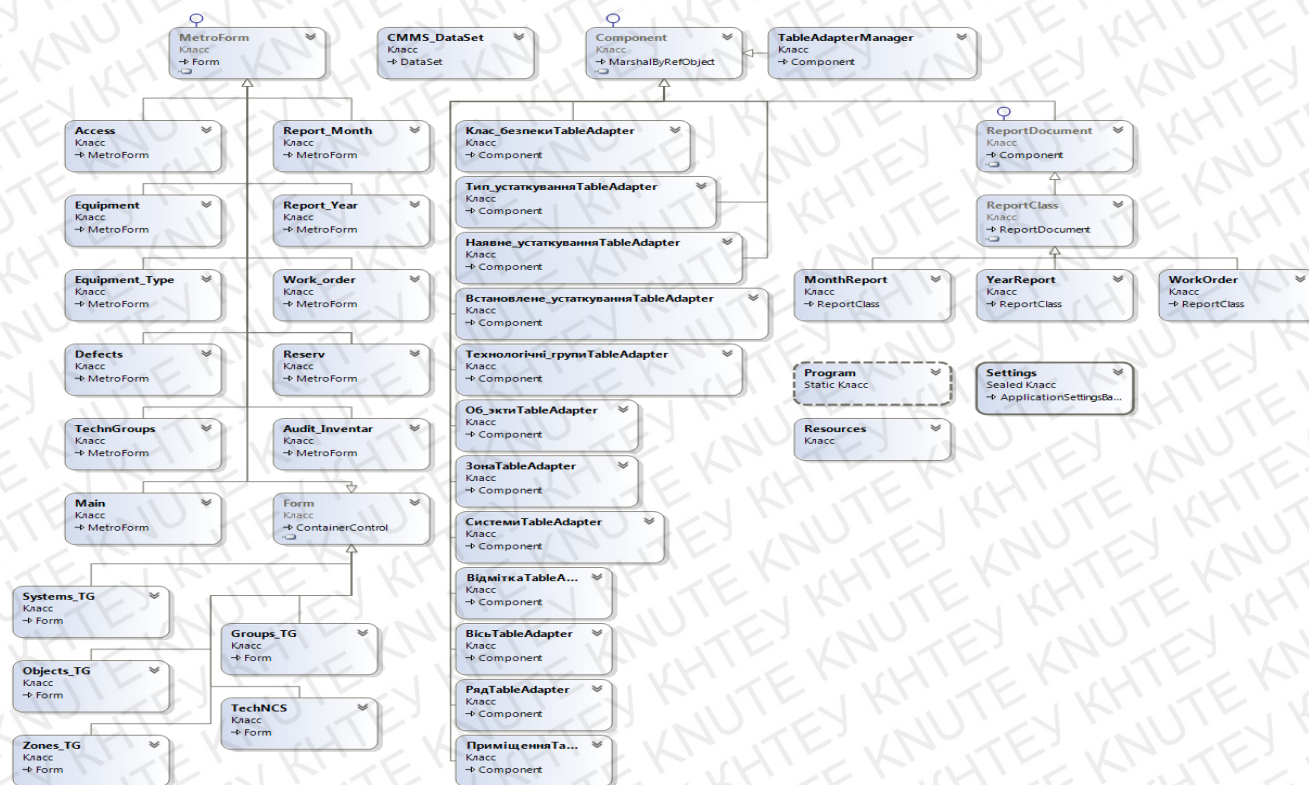 MetroForm
Класс
Form
CMMS_DataSet
Класс
DataSet
Component
Класс
MarshalByRefObject
TableAdapterManager
Класс
Component
Access
Класс
MetroForm
Report_Month
Класс
MetroForm
Equipment
Класс
MetroForm
Report_Year
Класс
MetroForm
Equipment_Type
Класс
MetroForm
Work_order
Класс
MetroForm
Defects
Класс
MetroForm
Reserv
Класс
MetroForm
TechnGroups
Класс
MetroForm
Audit_Inventar
Класс
MetroForm
Main
Класс
MetroForm
Form
Класс
ContainerControl
Systems_TG
Класс
Form
Groups_TG
Класс
Form
Objects_TG
Класс
Form
TechNCS
Класс
Form
Zones_TG
Класс
Form
Клас_безпекиTableAdapter
Класс
Component
Тип_устаткуванняTableAdapter
Класс
Component
Наявне_устаткуванняTableAdapter
Класс
Component
Встановлене_устаткуванняTableAdapter
Класс
Component
Технологічні_групиTableAdapter
Класс
Component
Об_эктиTableAdapter
Класс
Component
ЗонаTableAdapter
Класс
Component
СистемиTableAdapter
Класс
Component
ВідміткаTableA...
Класс
Component
ВісьTableAdapter
Класс
Component
РядTableAdapter
Класс
Component
ПриміщенняTa...
Класс
Component
ReportDocument
Класс
Component
ReportClass
Класс
ReportDocument
MonthReport
Класс
ReportClass
YearReport
Класс
ReportClass
WorkOrder
Класс
ReportClass
Program
Static Класс
Settings
Sealed Класс
ApplicationSettingsBa...
Resources
Класс